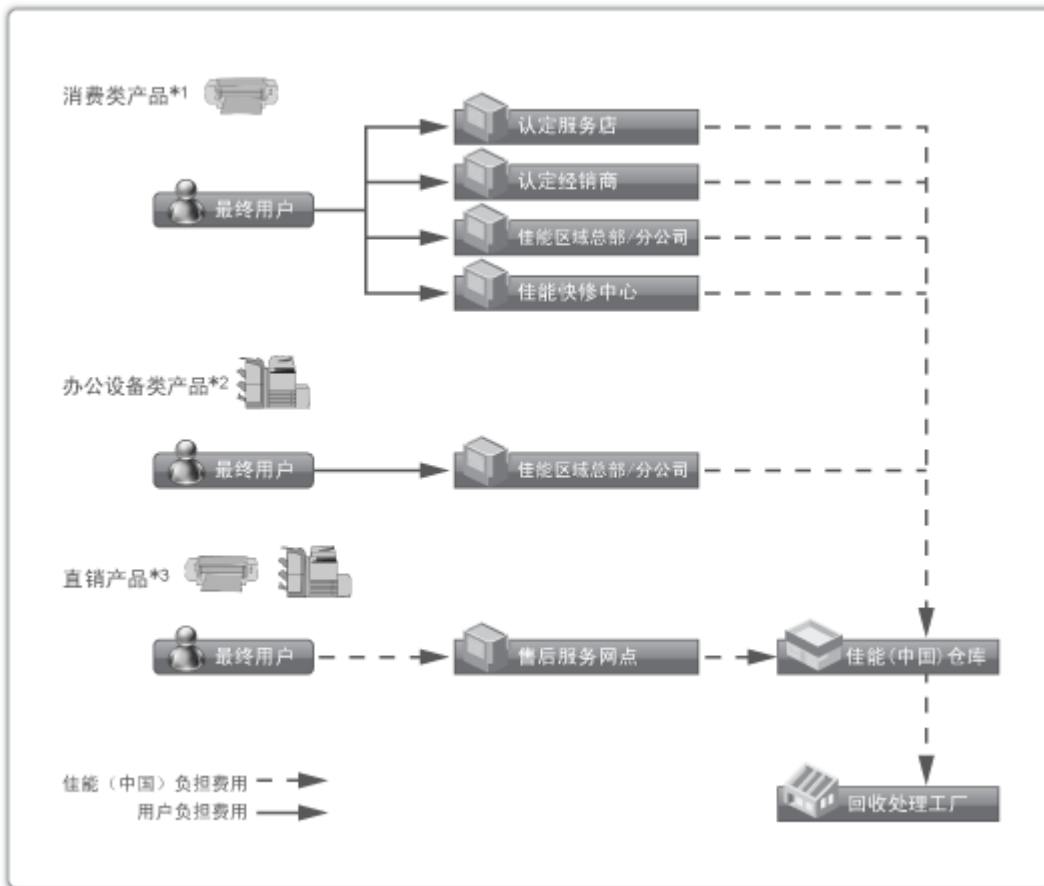 消费类产品*1
认定服务店
认定经销商
最终用户
佳能区域总部/分公司
佳能快修中心
办公设备类产品*2
最终用户
佳能区域总部/分公司
直销产品*3
最终用户
售后服务网点
佳能(中国)仓库
佳能（中国）负担费用
用户负担费用
回收处理工厂